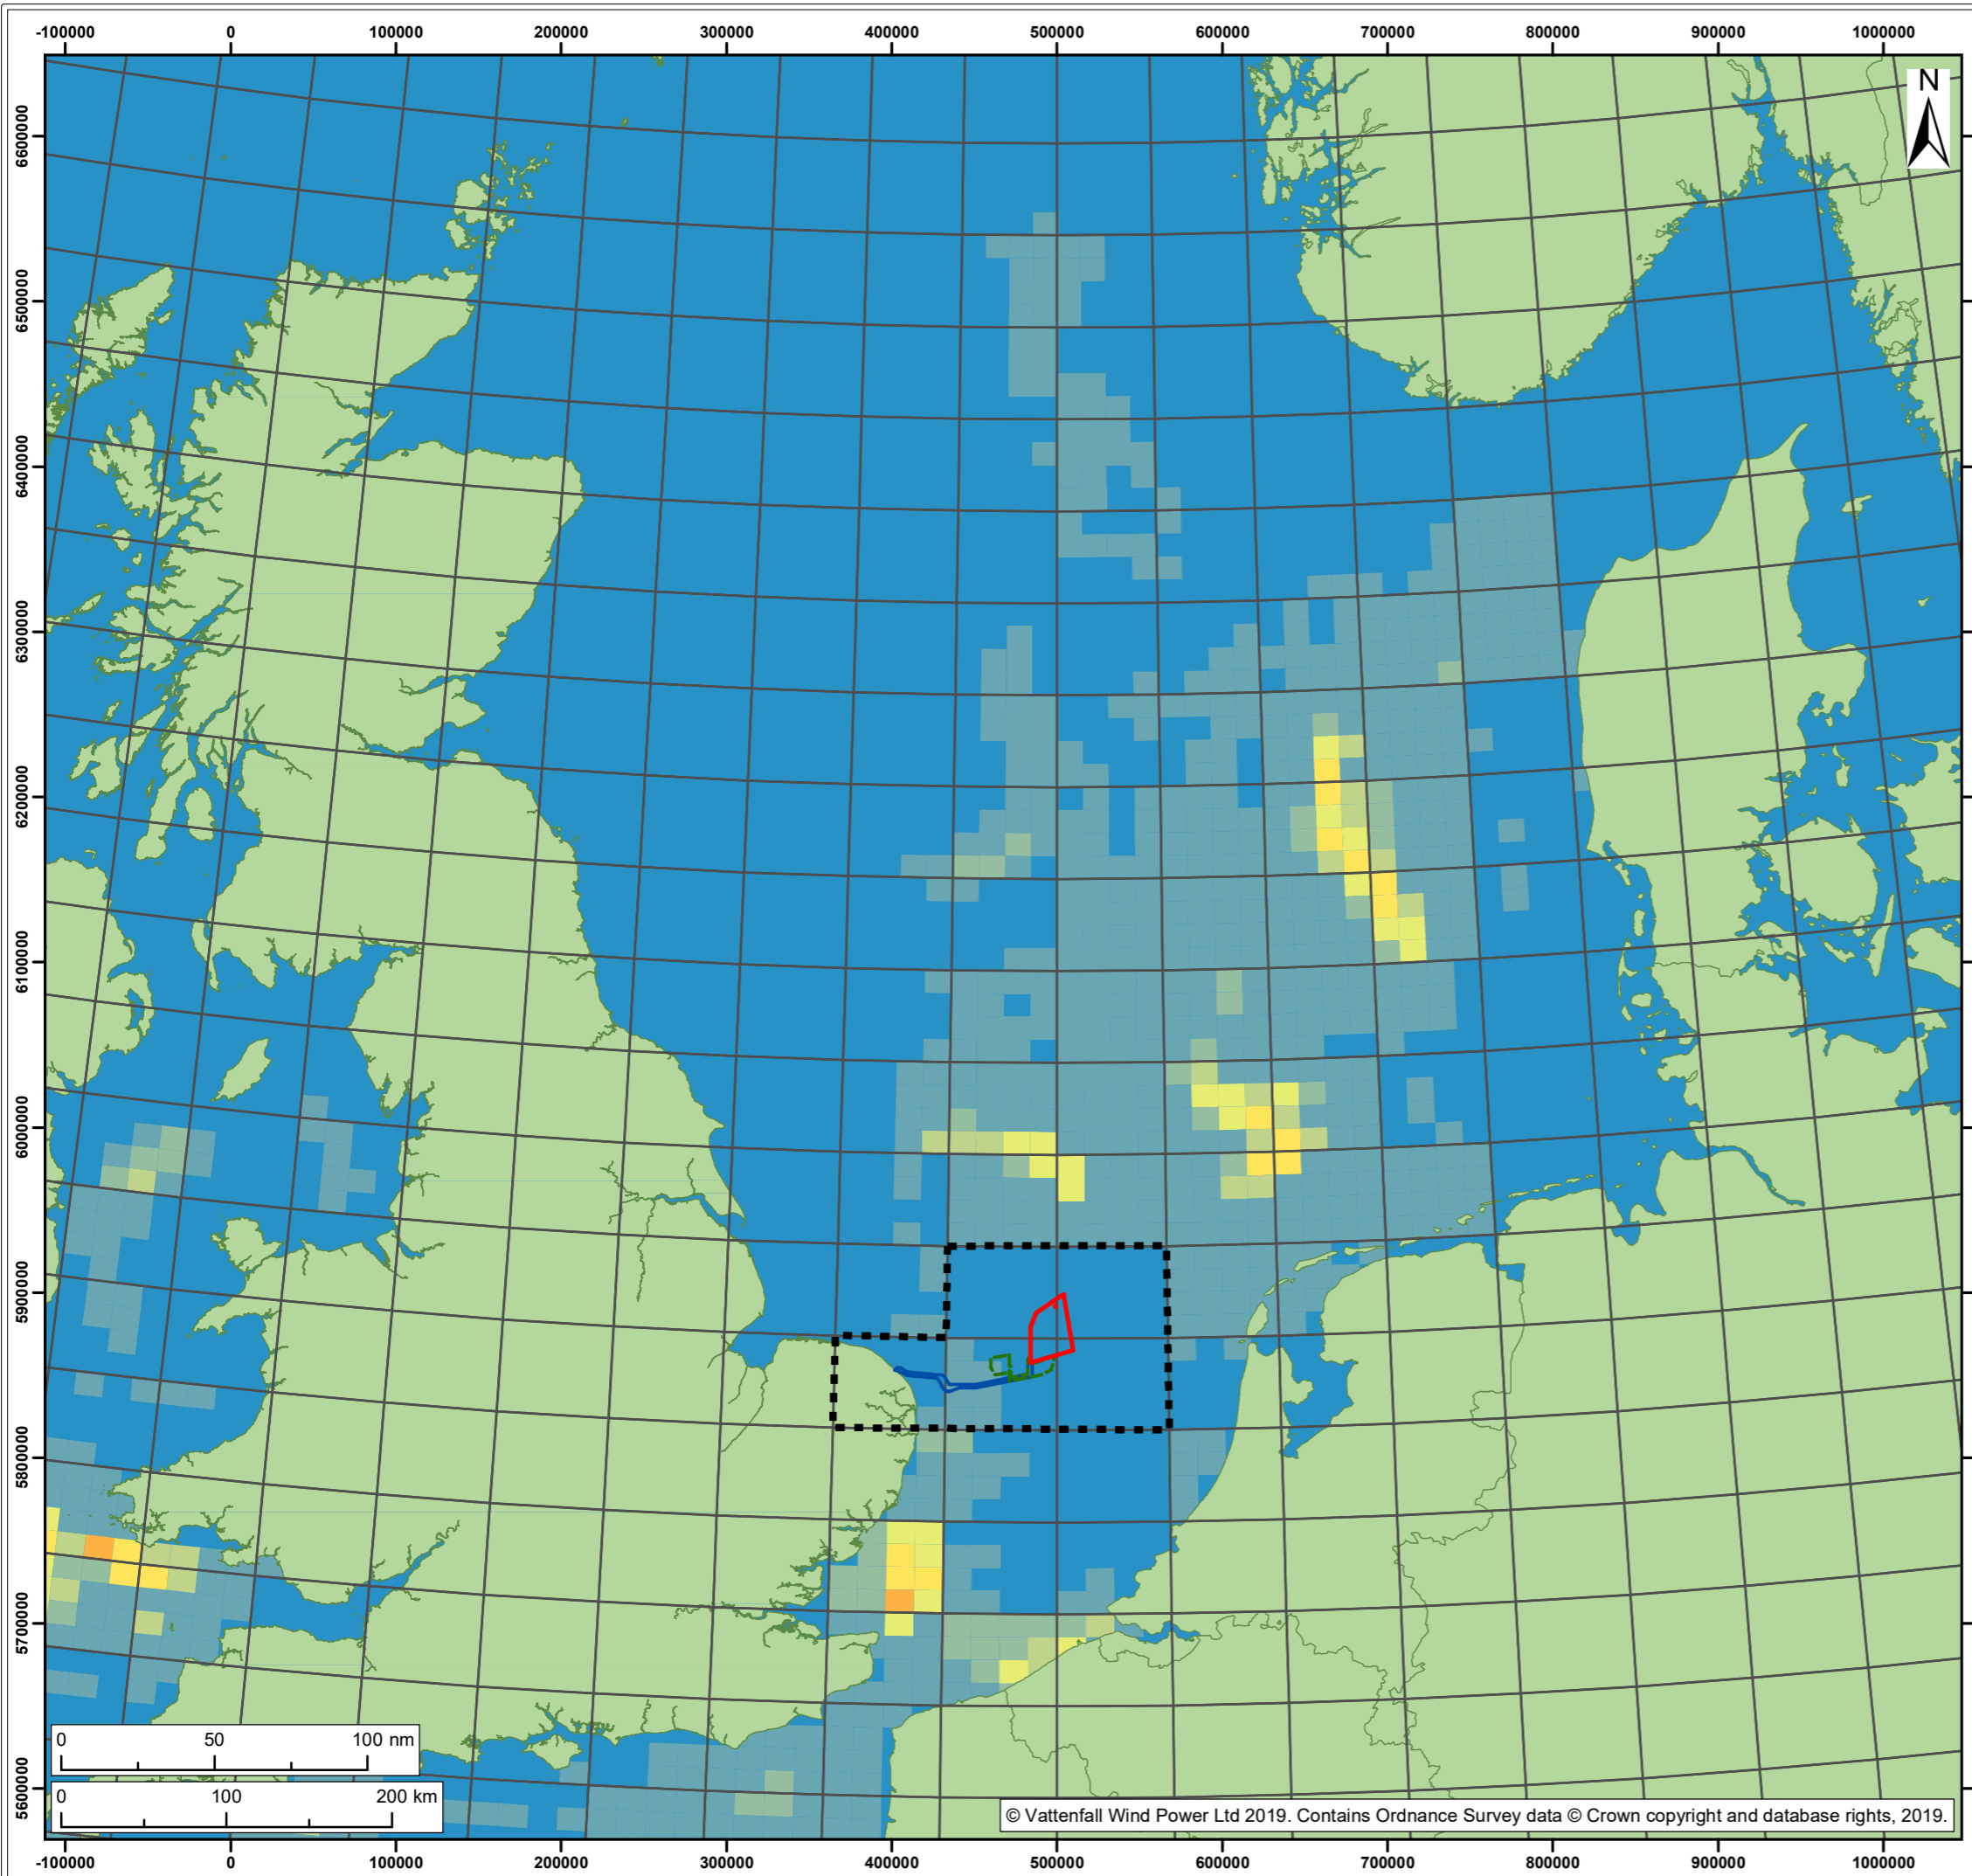 -100000 0 100000 200000 300000 400000 500000 600000 700000 800000 900000 1000000
N
6600000
6500000
6400000
6300000
6200000
6100000
6000000
5900000
5800000
5700000
5600000
0 50 100 nm
0 100 200 km
© Vattenfall Wind Power Ltd 2019. Contains Ordnance Survey data © Crown copyright and database rights, 2019.
-100000 0 100000 200000 300000 400000 500000 600000 700000 800000 900000 1000000